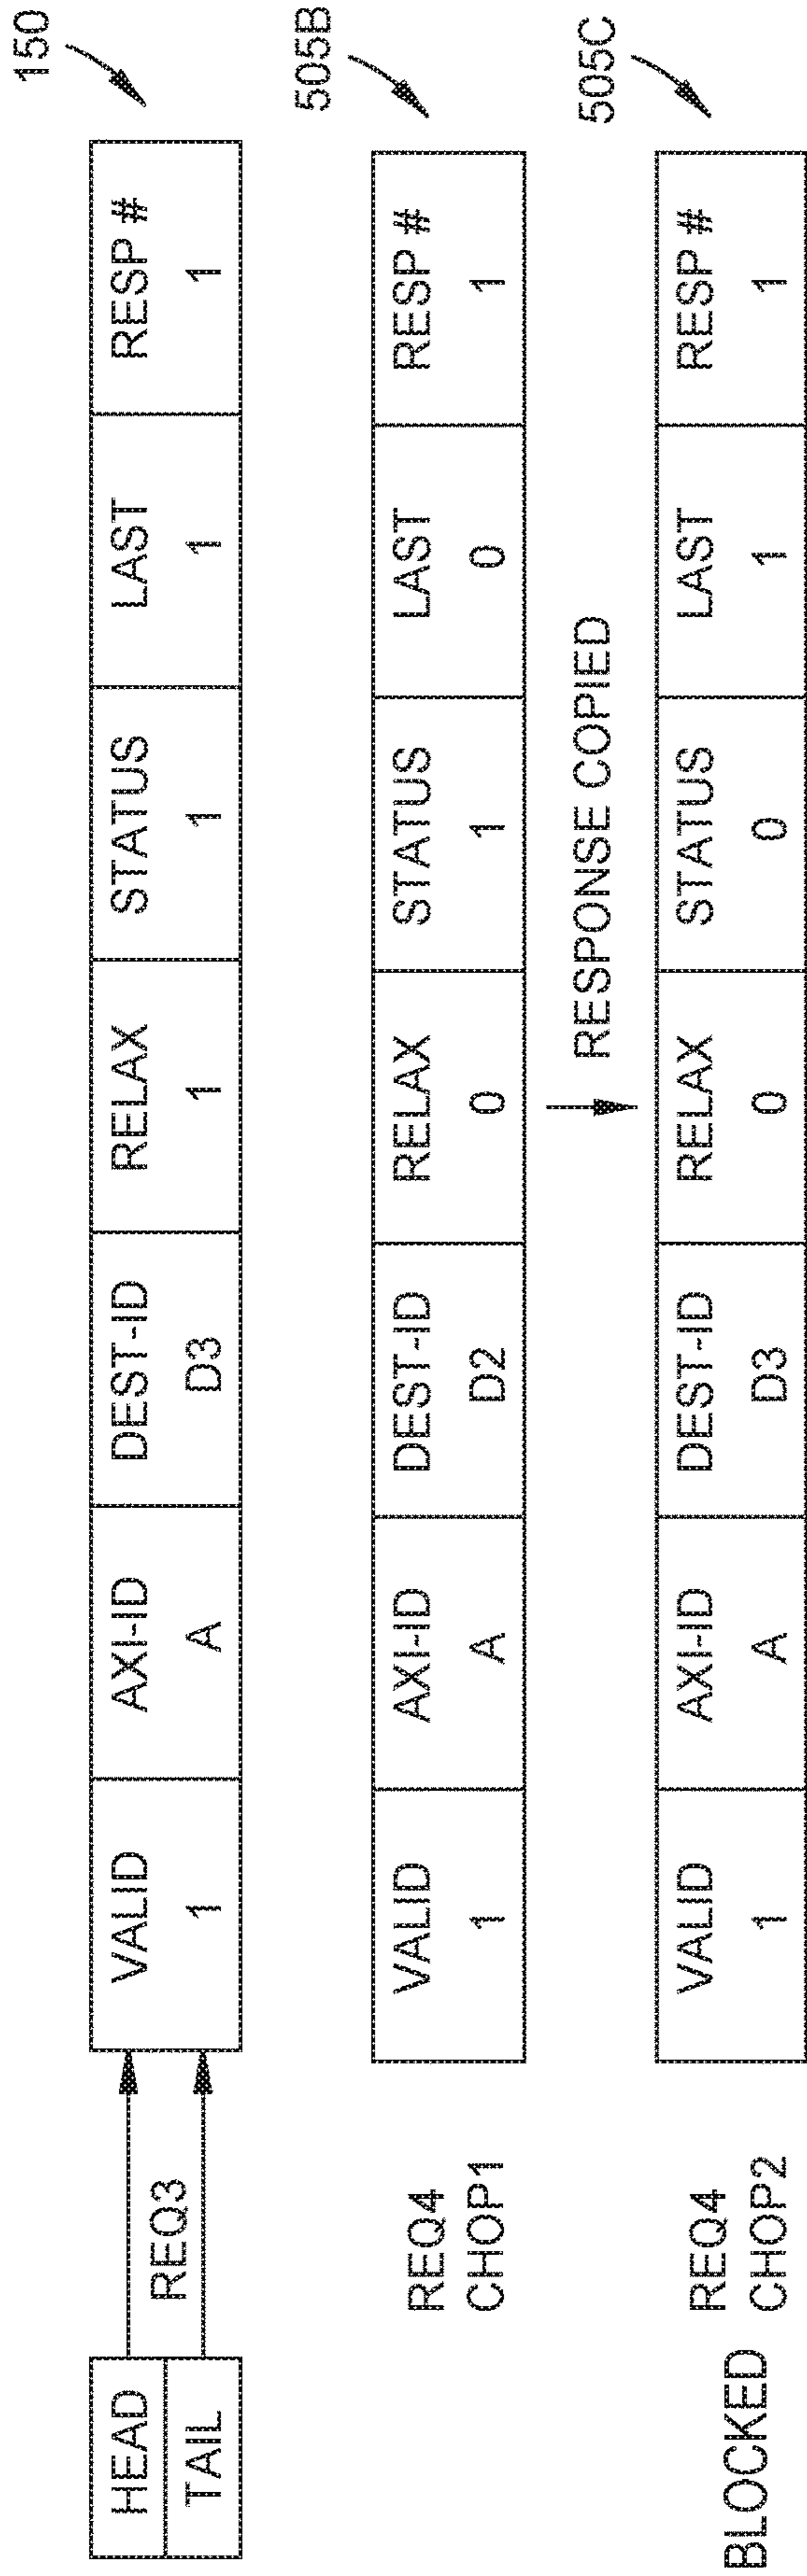 150
HEAD
TAIL
REQ3
VALID AXI-ID DEST-ID RELAX STATUS LAST RESP #
1 A D3 1 1 1 1
505B
REQ4
CHOP1
VALID AXI-ID DEST-ID RELAX STATUS LAST RESP #
1 A D2 0 1 0 1
RESPONSE COPIED
505C
REQ4
CHOP2
BLOCKED
VALID AXI-ID DEST-ID RELAX STATUS LAST RESP #
1 A D3 0 0 1 1